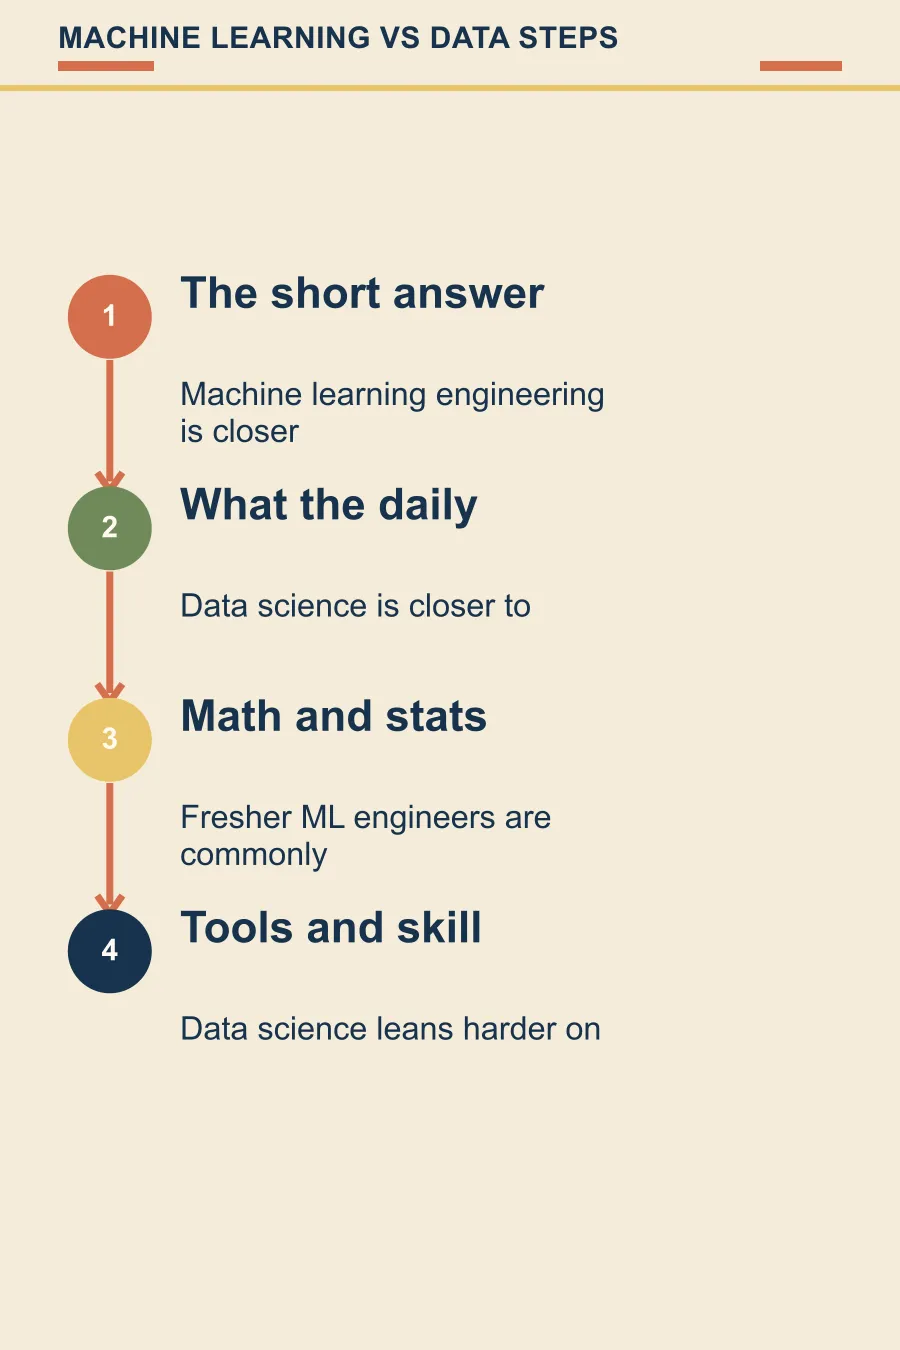 MACHINE LEARNING VS DATA STEPS
1
The short answer
Machine learning engineering
is closer
2
What the daily
Data science is closer to
3
Math and stats
Fresher ML engineers are
commonly
4
Tools and skill
Data science leans harder on